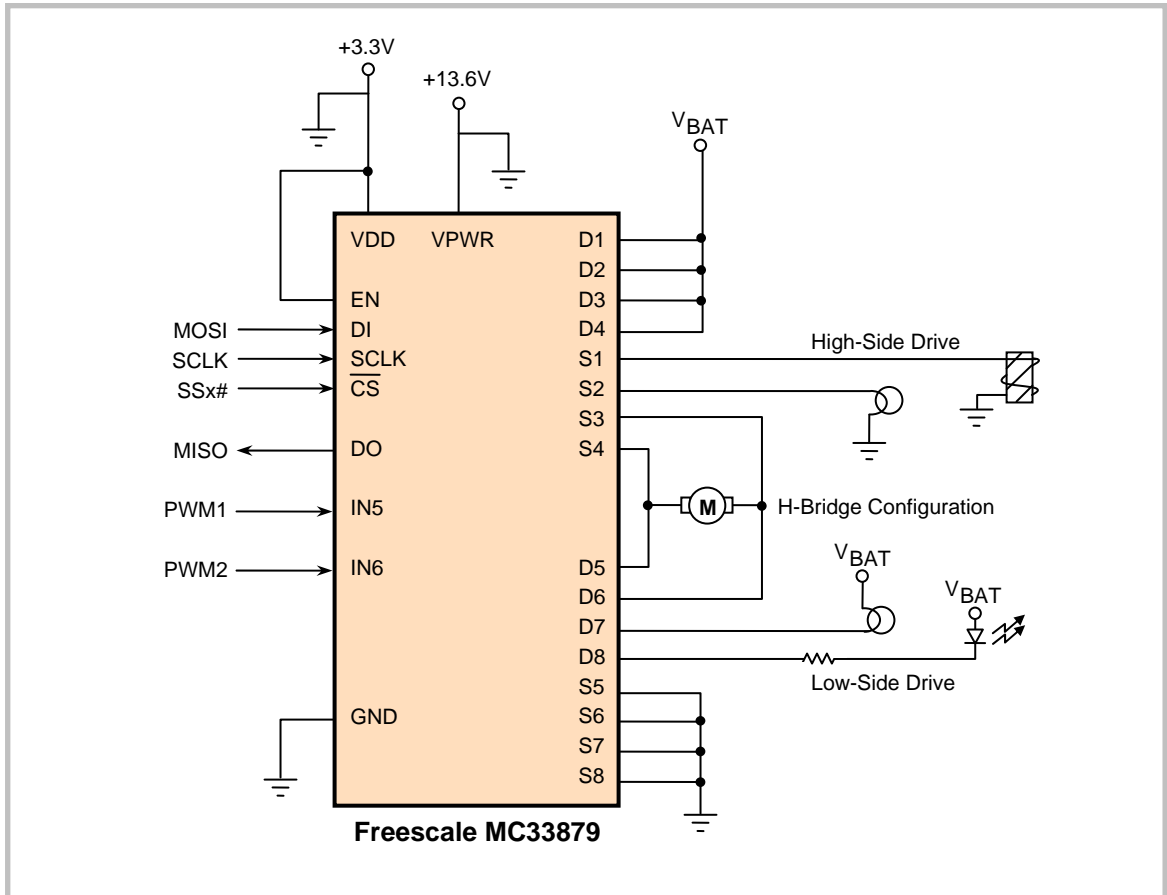 +3.3V
+13.6V
VBAT
VDD
VPWR
D1
D2
D3
D4
EN
MOSI
DI
High-Side Drive
SCLK
SCLK
S1
SSx#
CS
S2
S3
MISO
DO
S4
PWM1
IN5
M
H-Bridge Configuration
VBAT
PWM2
IN6
D5
VBAT
D6
D7
D8
Low-Side Drive
S5
GND
S6
S7
S8
Freescale MC33879